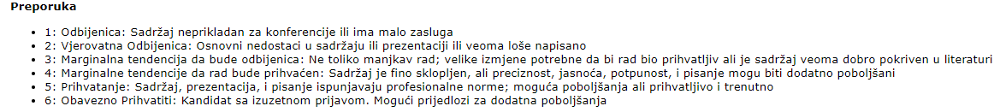 Preporuka
1: Odbijenica: Sadržaj neprikladan za konferencije ili ima malo zasluga
2: Vjerovatna Odbijenica: Osnovni nedostaci u sadržaju ili prezentaciji ili veoma loše napisano
3: Marginalna tendencija da bude odbijenica: Ne toliko manjkav rad; velike izmjene potrebne da bi rad bio prihvatljiv ali je sadržaj veoma dobro pokriven u literaturi
4: Marginalne tendencije da rad bude prihvaćen: Sadržaj je fino sklopljen, ali preciznost, jasnoća, potpunost, i pisanje mogu biti dodatno poboljšani
5: Prihvatanje: Sadržaj, prezentacija, i pisanje ispunjavaju profesionalne norme; moguća poboljšanja ali prihvatljivo i trenutno
6: Obavezno Prihvatiti: Kandidat sa izuzetnom prijavom. Mogući prijedlozi za dodatna poboljšanja